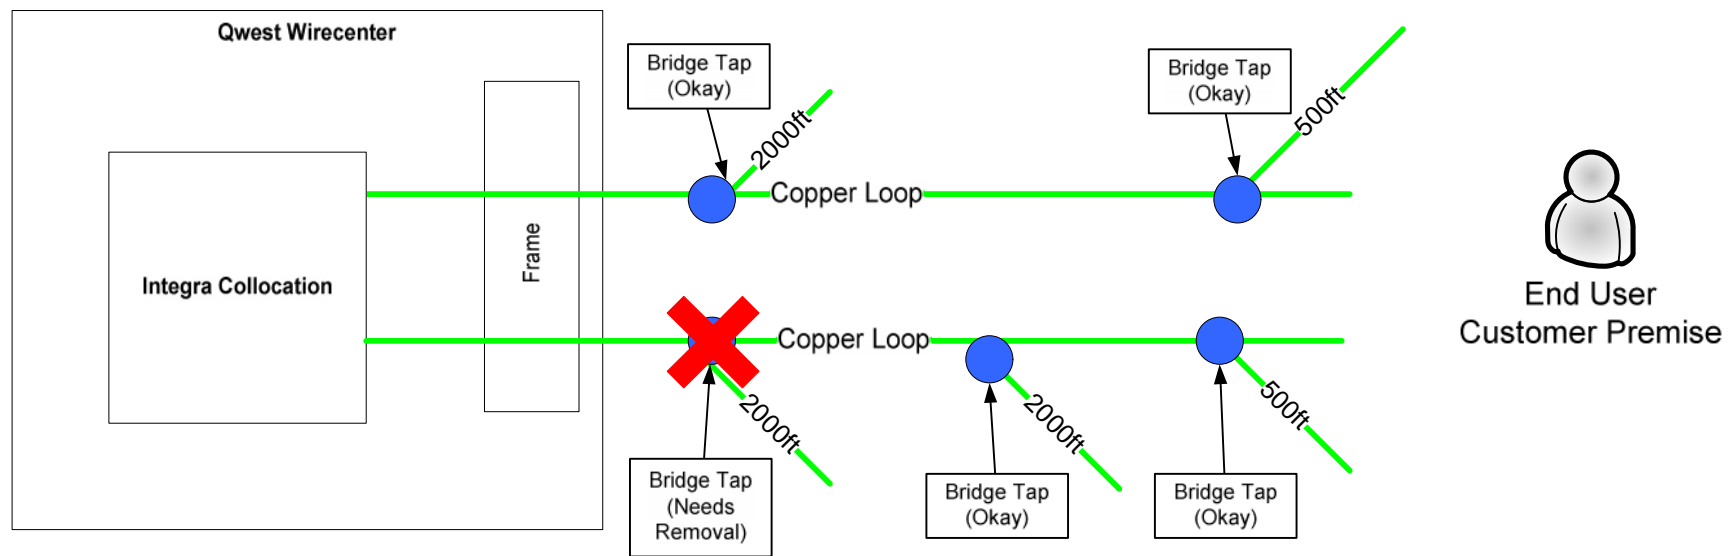 Qwest Wirecenter
Integra Collocation
Frame
Bridge Tap
(Okay)
2000ft
Bridge Tap
(Okay)
500ft
Copper Loop
Copper Loop
2000ft
2000ft
500ft
Bridge Tap
(Needs
Removal)
Bridge Tap
(Okay)
Bridge Tap
(Okay)
End User
Customer Premise